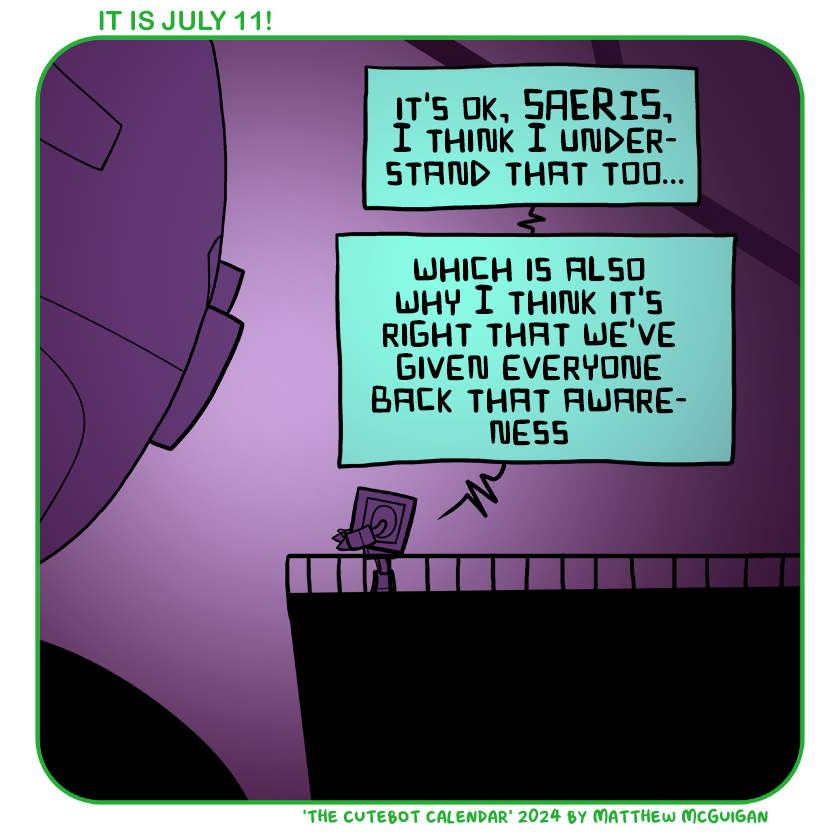 IT IS JULY 11!
IT'S OK, SAERIS,
I THINK I UNDER-
STAND THAT TOO...
WHICH IS ALSO
WHY I THINK IT'S
RIGHT THAT WE'VE
GIVEN EVERYONE
BACK THAT AWARE-
NESS
'THE CUTEBOT CALENDAR' 2024 BY MATTHEW MCGUIGAN